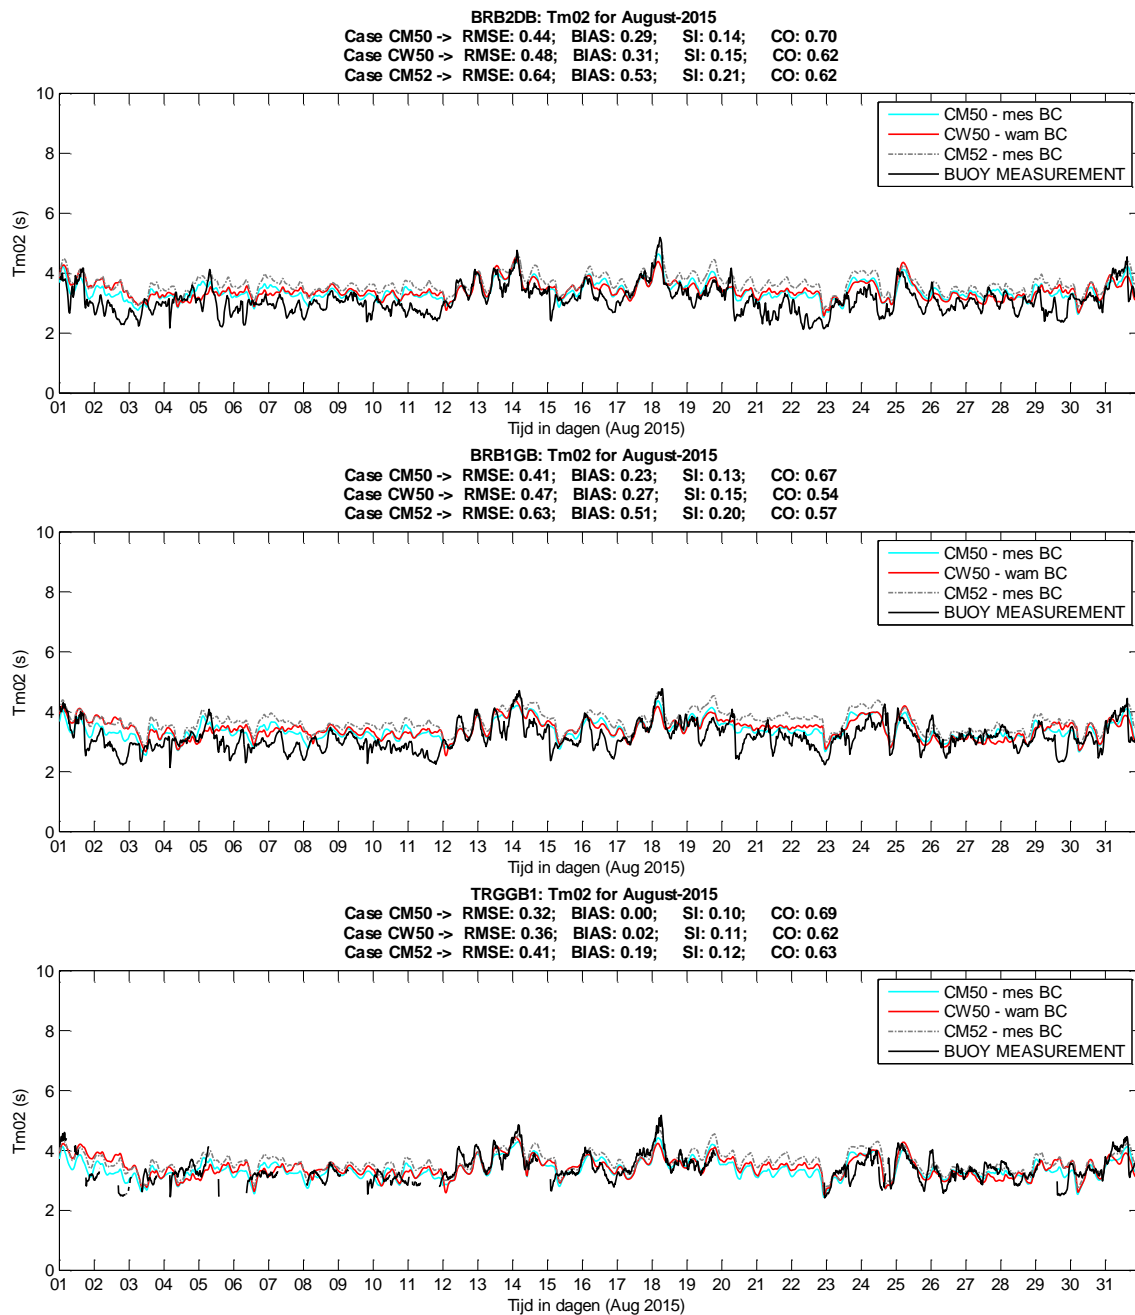 BRB2DB: Tm02 for August-2015
Case CM50 -> RMSE: 0.44; BIAS: 0.29; SI: 0.14; CO: 0.70
Case CW50 -> RMSE: 0.48; BIAS: 0.31; SI: 0.15; CO: 0.62
Case CM52 -> RMSE: 0.64; BIAS: 0.53; SI: 0.21; CO: 0.62
10
8
6
4
2
0
Tm02 (s)
CM50 - mes BC
CW50 - wam BC
CM52 - mes BC
BUOY MEASUREMENT
01 02 03 04 05 06 07 08 09 10 11 12 13 14 15 16 17 18 19 20 21 22 23 24 25 26 27 28 29 30 31
Tijd in dagen (Aug 2015)
BRB1GB: Tm02 for August-2015
Case CM50 -> RMSE: 0.41; BIAS: 0.23; SI: 0.13; CO: 0.67
Case CW50 -> RMSE: 0.47; BIAS: 0.27; SI: 0.15; CO: 0.54
Case CM52 -> RMSE: 0.63; BIAS: 0.51; SI: 0.20; CO: 0.57
10
8
6
4
2
0
Tm02 (s)
CM50 - mes BC
CW50 - wam BC
CM52 - mes BC
BUOY MEASUREMENT
01 02 03 04 05 06 07 08 09 10 11 12 13 14 15 16 17 18 19 20 21 22 23 24 25 26 27 28 29 30 31
Tijd in dagen (Aug 2015)
TRGGB1: Tm02 for August-2015
Case CM50 -> RMSE: 0.32; BIAS: 0.00; SI: 0.10; CO: 0.69
Case CW50 -> RMSE: 0.36; BIAS: 0.02; SI: 0.11; CO: 0.62
Case CM52 -> RMSE: 0.41; BIAS: 0.19; SI: 0.12; CO: 0.63
10
8
6
4
2
0
Tm02 (s)
CM50 - mes BC
CW50 - wam BC
CM52 - mes BC
BUOY MEASUREMENT
01 02 03 04 05 06 07 08 09 10 11 12 13 14 15 16 17 18 19 20 21 22 23 24 25 26 27 28 29 30 31
Tijd in dagen (Aug 2015)